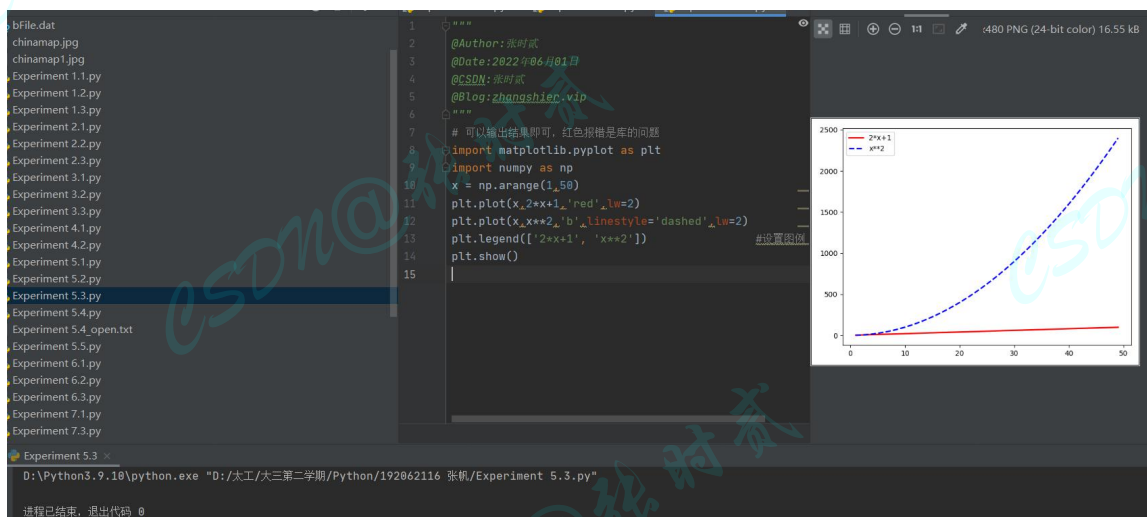 bFile.dat
chinamap.jpg
chinamap1.jpg
Experiment 1.1.py
Experiment 1.2.py
Experiment 1.3.py
Experiment 2.1.py
Experiment 2.2.py
Experiment 2.3.py
Experiment 3.1.py
Experiment 3.2.py
Experiment 3.3.py
Experiment 4.1.py
Experiment 4.2.py
Experiment 5.1.py
Experiment 5.2.py
Experiment 5.3.py
Experiment 5.4.py
Experiment 5.4_open.txt
Experiment 5.5.py
Experiment 6.1.py
Experiment 6.2.py
Experiment 6.3.py
Experiment 7.1.py
Experiment 7.3.py
1 """
2 @Author:张时贰
3 @Date:2022年06月01日
4 @CSDN:张时贰
5 @Blog:zhangshier.vip
6 """
7 # 可以输出结果即可，红色报错是库的问题
8 import matplotlib.pyplot as plt
9 import numpy as np
10 x = np.arange(1,50)
11 plt.plot(x,2*x+1,'red',lw=2)
12 plt.plot(x,x**2,'b',linestyle='dashed',lw=2)
13 plt.legend(['2*x+1', 'x**2']) #设置图例
14 plt.show()
15
1:1
:480 PNG (24-bit color) 16.55 kB
2*x+1
x**2
2500
2000
1500
1000
500
0
0 10 20 30 40 50
Experiment 5.3 ×
D:\Python3.9.10\python.exe "D:/太工/大三第二学期/Python/192062116 张帆/Experiment 5.3.py"
进程已结束，退出代码 0
CSDN@张时贰
CSDN
@张时贰